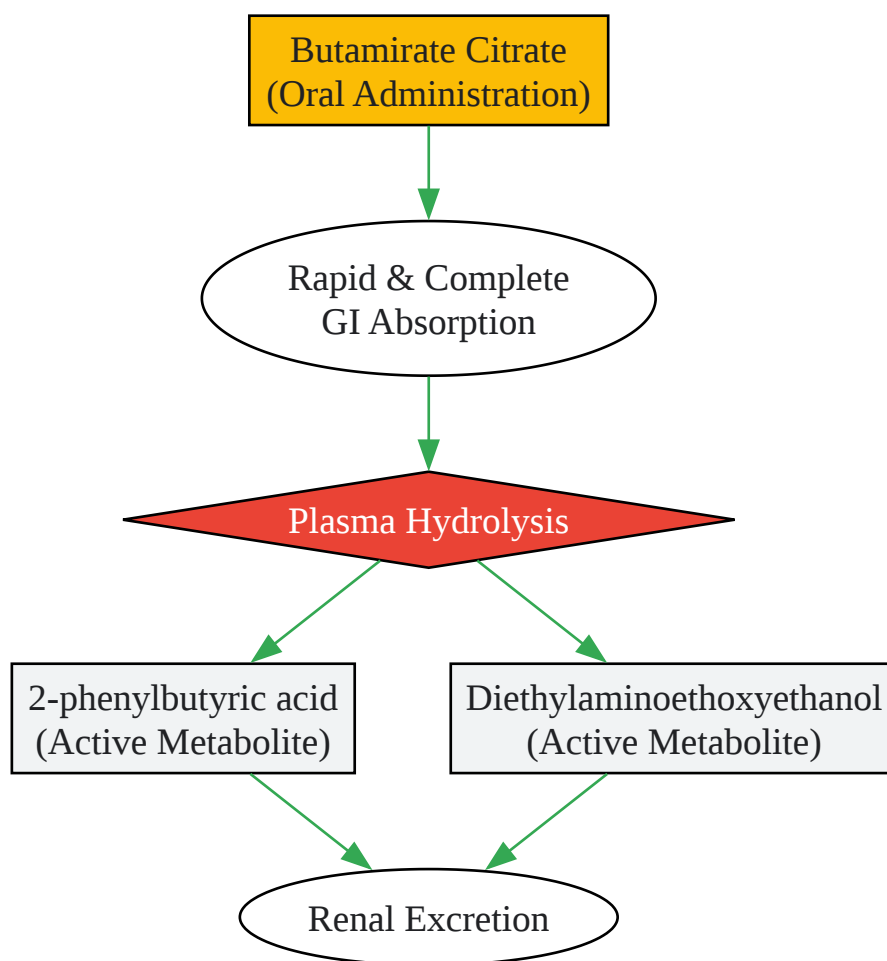 Butamirate Citrate
(Oral Administration)
Rapid & Complete
GI Absorption
Plasma Hydrolysis
2-phenylbutyric acid
(Active Metabolite)
Diethylaminoethoxyethanol
(Active Metabolite)
Renal Excretion